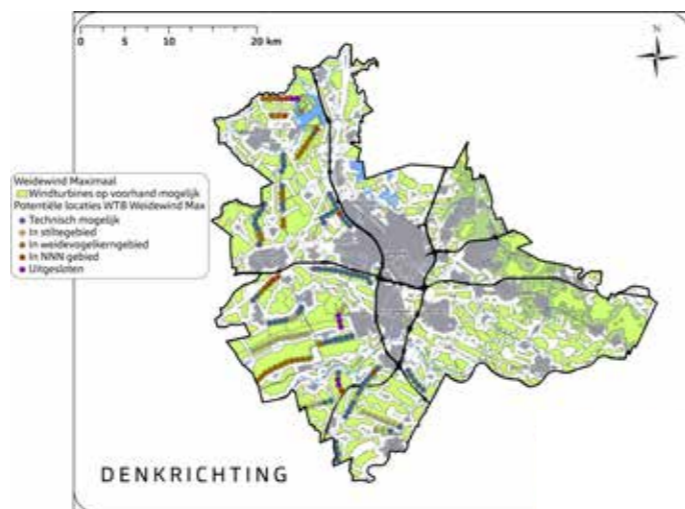 0 5 10 20 km
N
Weidewind Maximaal
Windturbines op voorhand mogelijk
Potentiële locaties WTB Weidewind Max
Technisch mogelijk
In stiltegebied
In weidevogelkerngebied
In NNN gebied
Uitgesloten
DENKRICHTING